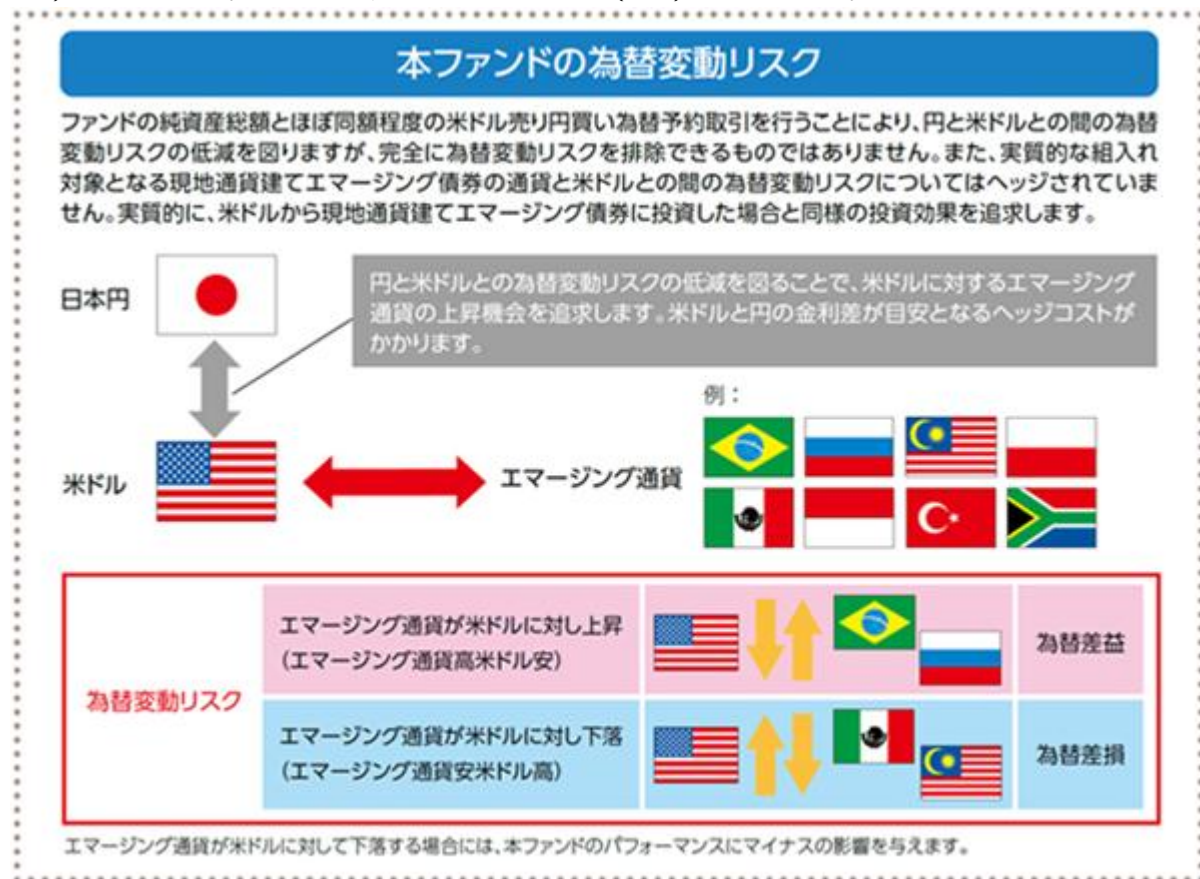 本ファンドの為替変動リスク
ファンドの純資産総額とほぼ同額程度の米ドル売り円買い為替予約取引を行うことにより、円と米ドルとの間の為替
変動リスクの低減を図りますが、完全に為替変動リスクを排除できるものではありません。また、実質的な組入れ
対象となる現地通貨建てエマージング債券の通貨と米ドルとの間の為替変動リスクについてはヘッジされていま
せん。実質的に、米ドルから現地通貨建てエマージング債券に投資した場合と同様の投資効果を追求します。
日本円
円と米ドルとの為替変動リスクの低減を図ることで、米ドルに対するエマージング
通貨の上昇機会を追求します。米ドルと円の金利差が目安となるヘッジコストが
かかります。
例：
米ドル
エマージング通貨
為替変動リスク
エマージング通貨が米ドルに対し上昇
（エマージング通貨高米ドル安）
為替差益
エマージング通貨が米ドルに対し下落
（エマージング通貨安米ドル高）
為替差損
エマージング通貨が米ドルに対して下落する場合には、本ファンドのパフォーマンスにマイナスの影響を与えます。